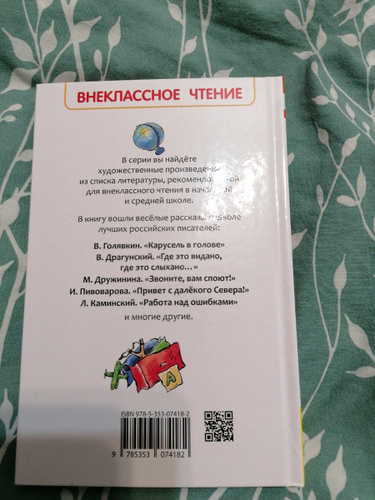 ВНЕКЛАССНОЕ ЧТЕНИЕ
В серии вы найдёте
художественные
из списка литературы,
для внеклассного чтения в
и средней школе.
В книгу вошли весёлые
лучших российских писателей:
В. Голявкин. «Карусель в голове»
В. Драгунский. «Где это видано,
где это слыхано...»
М. Дружинина. «Звоните, вам споют!»
И. Пивоварова. «Привет с далёкого Севера!»
Л. Каминский. «Работа над ошибками»
и многие другие.
А
ISBN 978-5-353-07418-2
9 785353 074182